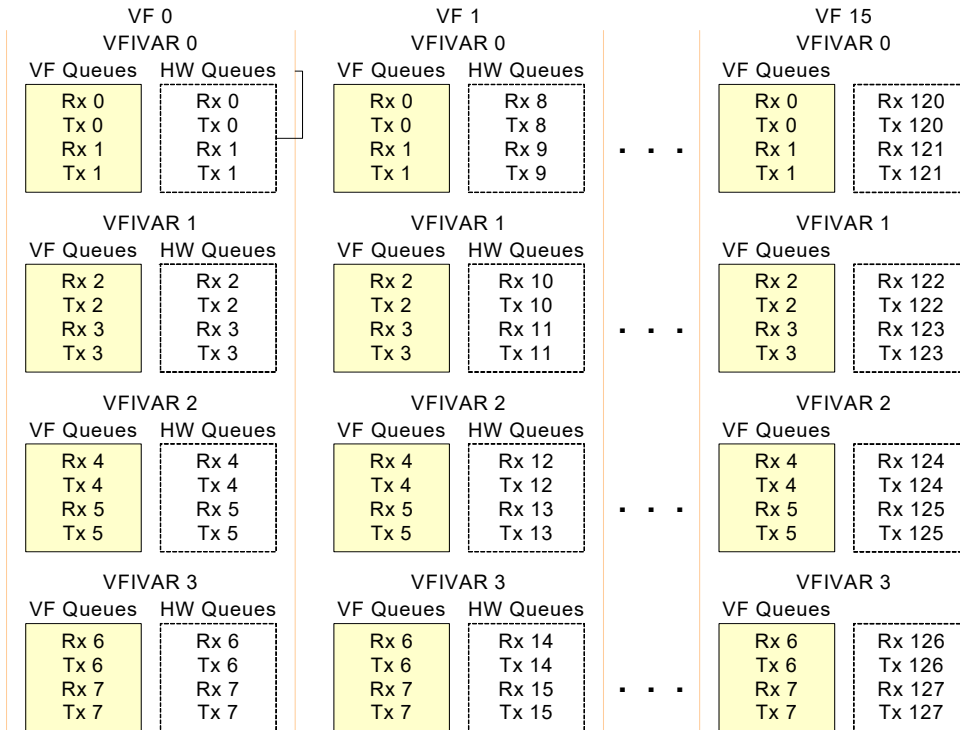 VF 0 VF 1 VF 15
VFIVAR 0 VFIVAR 0 VFIVAR 0
VF Queues HW Queues VF Queues HW Queues VF Queues
Rx 0 Rx 0 Rx 0 Rx 8 Rx 0 Rx 120
Tx 0 Tx 0 Tx 0 Tx 8 Tx 0 Tx 120
Rx 1 Rx 1 Rx 1 Rx 9 . . . Rx 1 Rx 121
Tx 1 Tx 1 Tx 1 Tx 9 Tx 1 Tx 121
VFIVAR 1 VFIVAR 1 VFIVAR 1
VF Queues HW Queues VF Queues HW Queues VF Queues
Rx 2 Rx 2 Rx 2 Rx 10 Rx 2 Rx 122
Tx 2 Tx 2 Tx 2 Tx 10 Tx 2 Tx 122
Rx 3 Rx 3 Rx 3 Rx 11 . . . Rx 3 Rx 123
Tx 3 Tx 3 Tx 3 Tx 11 Tx 3 Tx 123
VFIVAR 2 VFIVAR 2 VFIVAR 2
VF Queues HW Queues VF Queues HW Queues VF Queues
Rx 4 Rx 4 Rx 4 Rx 12 Rx 4 Rx 124
Tx 4 Tx 4 Tx 4 Tx 12 Tx 4 Tx 124
Rx 5 Rx 5 Rx 5 Rx 13 . . . Rx 5 Rx 125
Tx 5 Tx 5 Tx 5 Tx 13 Tx 5 Tx 125
VFIVAR 3 VFIVAR 3 VFIVAR 3
VF Queues HW Queues VF Queues HW Queues VF Queues
Rx 6 Rx 6 Rx 6 Rx 14 Rx 6 Rx 126
Tx 6 Tx 6 Tx 6 Tx 14 Tx 6 Tx 126
Rx 7 Rx 7 Rx 7 Rx 15 . . . Rx 7 Rx 127
Tx 7 Tx 7 Tx 7 Tx 15 Tx 7 Tx 127